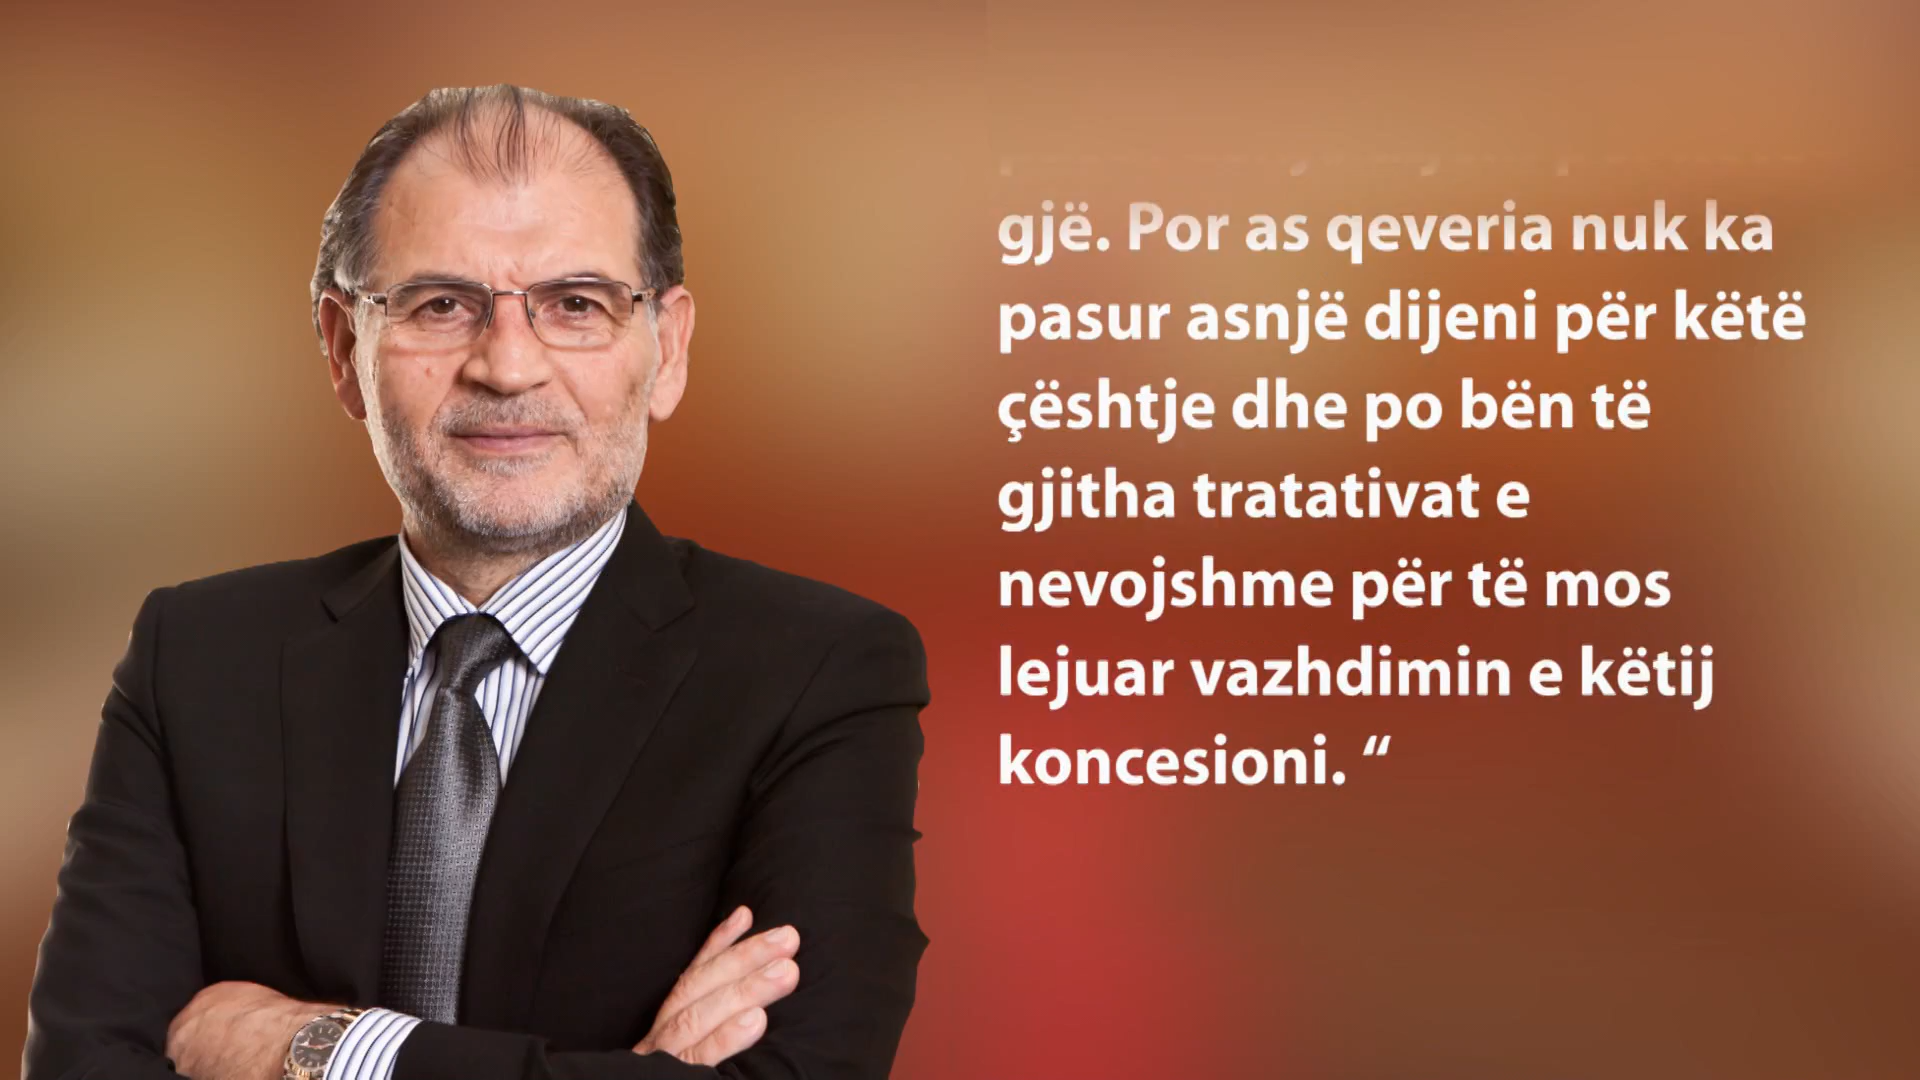 gjë. Por as qeveria nuk ka
pasur asnjë dijeni për këtë
çështje dhe po bën të
gjitha tratativat e
nevojshme për të mos
lejuar vazhdimin e këtij
koncesioni. “